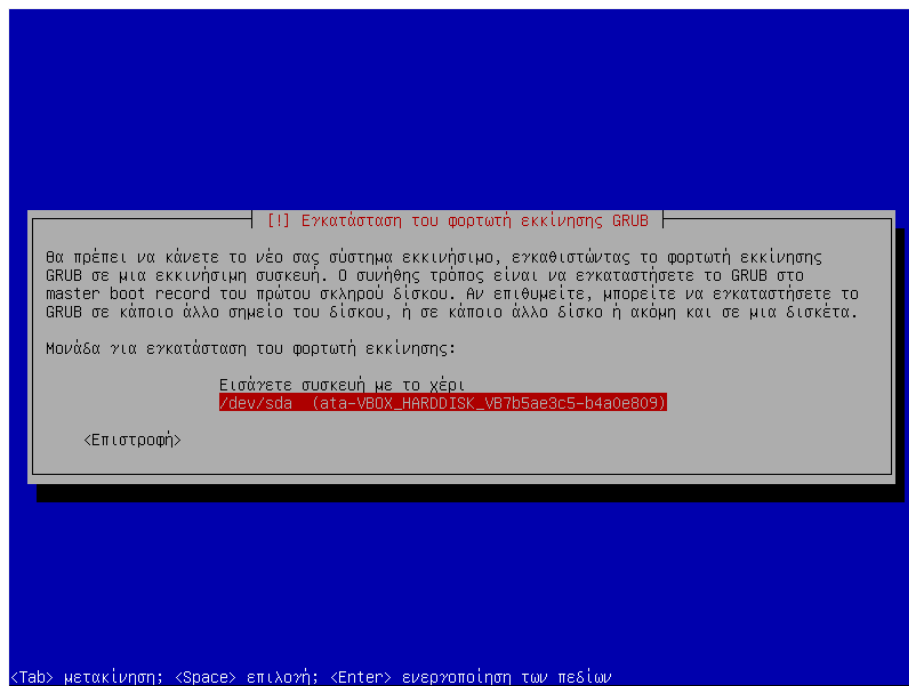 [!] Εγκατάσταση του φορτωτή εκκίνησης GRUB
Θα πρέπει να κάνετε το νέο σας σύστημα εκκινήσιμο, εγκαθιστώντας το φορτωτή εκκίνησης
GRUB σε μια εκκινήσιμη συσκευή. Ο συνήθης τρόπος είναι να εγκαταστήσετε το GRUB στο
master boot record του πρώτου σκληρού δίσκου. Αν επιθυμείτε, μπορείτε να εγκαταστήσετε το
GRUB σε κάποιο άλλο σημείο του δίσκου, ή σε κάποιο άλλο δίσκο ή ακόμη και σε μια δισκέτα.
Μονάδα για εγκατάσταση του φορτωτή εκκίνησης:
Εισάγετε συσκευή με το χέρι
/dev/sda (ata-VBOX_HARDDISK_VB7b5ae3c5-b4a0e809)
<Επιστροφή>
<Tab> μετακίνηση; <Space> επιλογή; <Enter> ενεργοποίηση των πεδίων